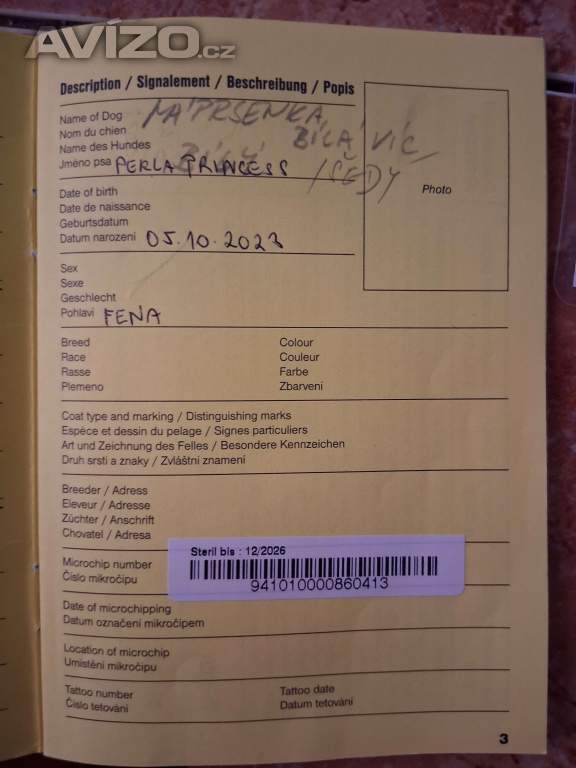 AVÍZO.cz
Description / Signalement / Beschreibung / Popis
Name of Dog
Nom du chien
Name des Hundes
Jméno psa PERLA PRINCESS
NÁPRSENKA
BÍLÁ VÍC
/ŠEDÝ
Photo
Date of birth
Date de naissance
Geburtsdatum
Datum narození 05.10.2023
Sex
Sexe
Geschlecht
Pohlaví FENA
Breed Colour
Race Couleur
Rasse Farbe
Plemeno Zbarvení
Coat type and marking / Distinguishing marks
Espéce et dessin du pelage / Signes particuliers
Art und Zeichnung des Felles / Besondere Kennzeichen
Druh srsti a znaky / Zvláštní znamení
Breeder / Adress
Eleveur / Adresse
Züchter / Anschrift
Chovatel / Adresa
Steril bis : 12/2026
Microchip number
Číslo mikročipu
941010000860413
Date of microchipping
Datum označení mikročipem
Location of microchip
Umístění mikročipu
Tattoo number Tattoo date
Číslo tetování Datum tetování
3